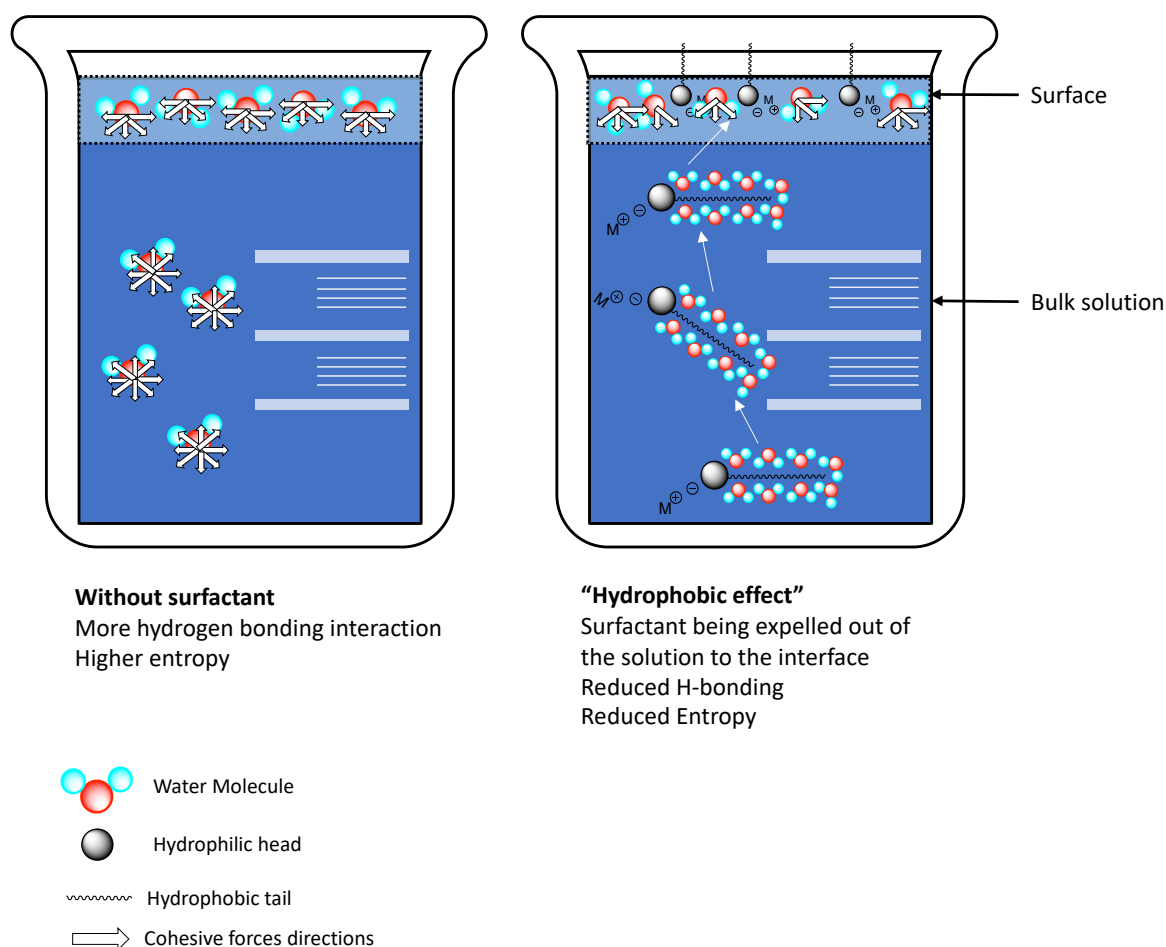 M
M
M
Surface
M
M
Bulk solution
M
Without surfactant
More hydrogen bonding interaction
Higher entropy
“Hydrophobic effect”
Surfactant being expelled out of
the solution to the interface
Reduced H-bonding
Reduced Entropy
Water Molecule
Hydrophilic head
Hydrophobic tail
Cohesive forces directions